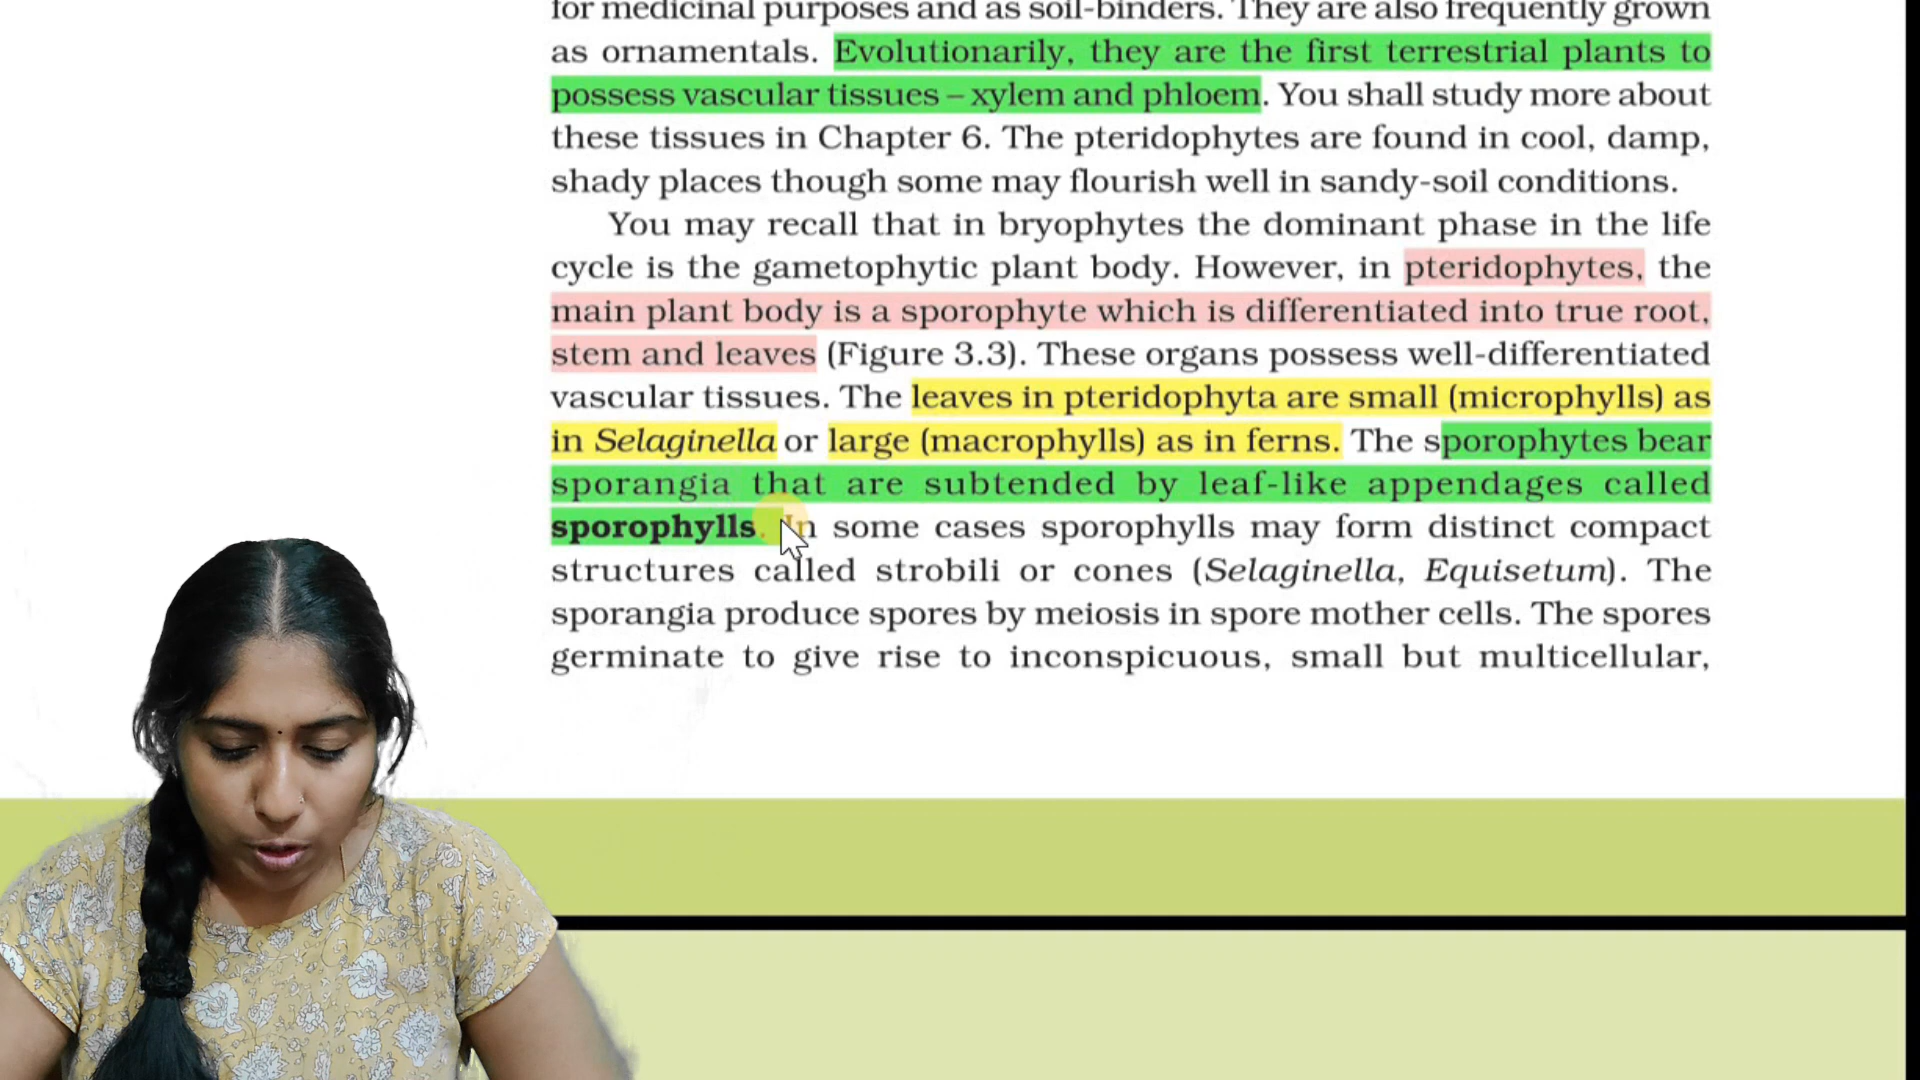 for medicinal purposes and as soil-binders. They are also frequently grown
as ornamentals. Evolutionarily, they are the first terrestrial plants to
possess vascular tissues – xylem and phloem. You shall study more about
these tissues in Chapter 6. The pteridophytes are found in cool, damp,
shady places though some may flourish well in sandy-soil conditions.
You may recall that in bryophytes the dominant phase in the life
cycle is the gametophytic plant body. However, in pteridophytes, the
main plant body is a sporophyte which is differentiated into true root,
stem and leaves (Figure 3.3). These organs possess well-differentiated
vascular tissues. The leaves in pteridophyta are small (microphylls) as
in Selaginella or large (macrophylls) as in ferns. The sporophytes bear
sporangia that are subtended by leaf-like appendages called
sporophylls. In some cases sporophylls may form distinct compact
structures called strobili or cones (Selaginella, Equisetum). The
sporangia produce spores by meiosis in spore mother cells. The spores
germinate to give rise to inconspicuous, small but multicellular,